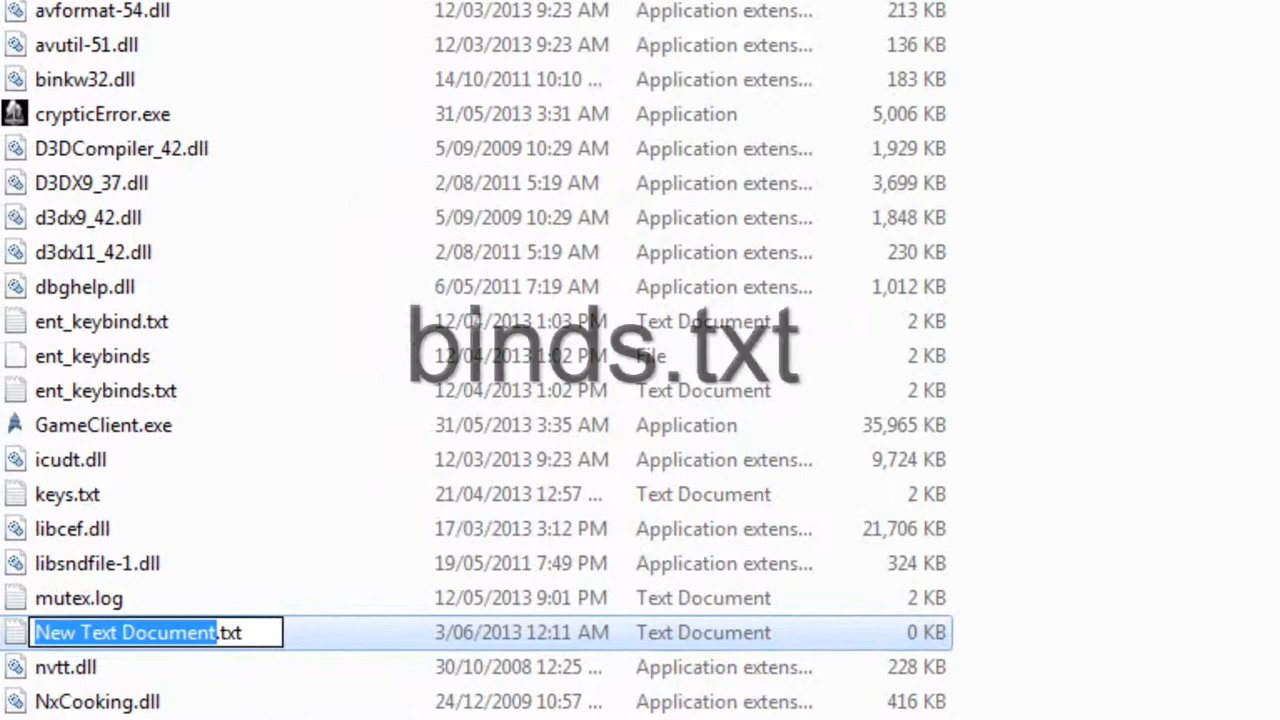 avformat-54.dll 12/03/2013 9:23 AM Application extens... 213 KB
avutil-51.dll 12/03/2013 9:23 AM Application extens... 136 KB
binkw32.dll 14/10/2011 10:10 ... Application extens... 183 KB
crypticError.exe 31/05/2013 3:31 AM Application 5,006 KB
D3DCompiler_42.dll 5/09/2009 10:29 AM Application extens... 1,929 KB
D3DX9_37.dll 2/08/2011 5:19 AM Application extens... 3,699 KB
d3dx9_42.dll 5/09/2009 10:29 AM Application extens... 1,848 KB
d3dx11_42.dll 2/08/2011 5:19 AM Application extens... 230 KB
dbghelp.dll 6/05/2011 7:19 AM Application extens... 1,012 KB
ent_keybind.txt 12/04/2013 1:03 PM Text Document 2 KB
binds.txt
ent_keybinds 12/04/2013 1:02 PM File 2 KB
ent_keybinds.txt 12/04/2013 1:02 PM Text Document 2 KB
GameClient.exe 31/05/2013 3:35 AM Application 35,965 KB
icudt.dll 12/03/2013 9:23 AM Application extens... 9,724 KB
keys.txt 21/04/2013 12:57 ... Text Document 2 KB
libcef.dll 17/03/2013 3:12 PM Application extens... 21,706 KB
libsndfile-1.dll 19/05/2011 7:49 PM Application extens... 324 KB
mutex.log 12/05/2013 9:01 PM Text Document 2 KB
New Text Document.txt 3/06/2013 12:11 AM Text Document 0 KB
nvtt.dll 30/10/2008 12:25 ... Application extens... 228 KB
NxCooking.dll 24/12/2009 10:57 ... Application extens... 416 KB